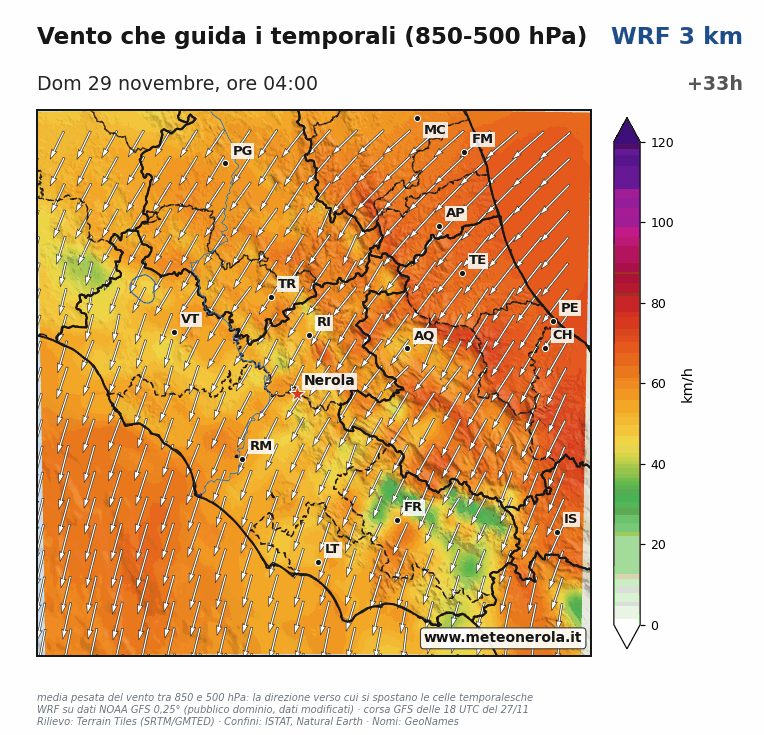 Vento che guida i temporali (850-500 hPa) WRF 3 km
Dom 29 novembre, ore 04:00 +33h
MC
FM
PG
AP
TE
TR
PE
VT
RI
CH
AQ
Nerola
RM
FR
IS
LT
www.meteonerola.it
120
100
80
60
40
20
0
km/h
media pesata del vento tra 850 e 500 hPa: la direzione verso cui si spostano le celle temporalesche
WRF su dati NOAA GFS 0,25° (pubblico dominio, dati modificati) · corsa GFS delle 18 UTC del 27/11
Rilievo: Terrain Tiles (SRTM/GMTED) · Confini: ISTAT, Natural Earth · Nomi: GeoNames